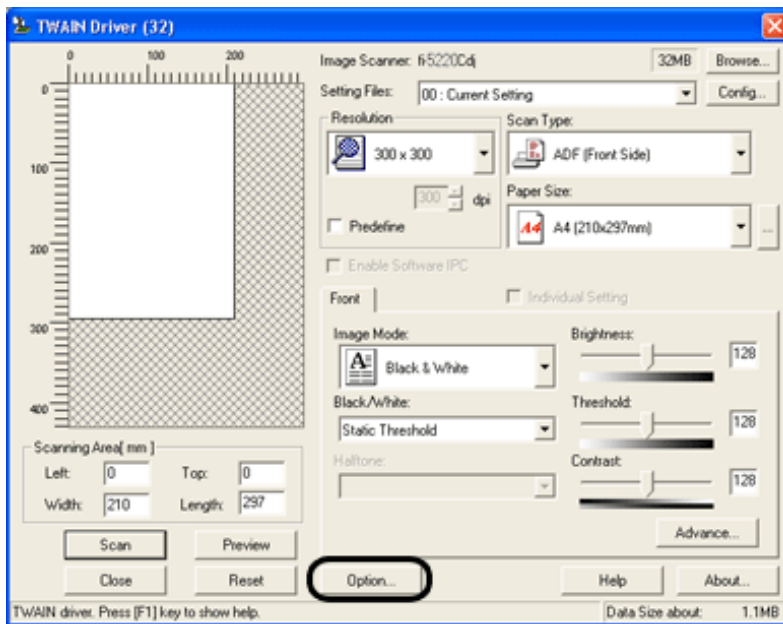 TWAIN Driver (32)
0 100 200
0
100
200
300
400
Image Scanner: fi-5220Cdj 32MB Browse...
Setting Files: 00 : Current Setting Config...
Resolution
300 x 300
300 dpi
Predefine
Scan Type:
ADF (Front Side)
Paper Size:
A4 A4 (210x297mm) ...
Enable Software IPC
Front Individual Setting
Image Mode:
Black & White
Black/White:
Static Threshold
Halftone:
Brightness:
128
Threshold:
128
Contrast:
128
Advance...
Scanning Area[ mm ]
Left: 0 Top: 0
Width: 210 Length: 297
Scan Preview
Close Reset Option... Help About...
TWAIN driver. Press [F1] key to show help. Data Size about: 1.1MB